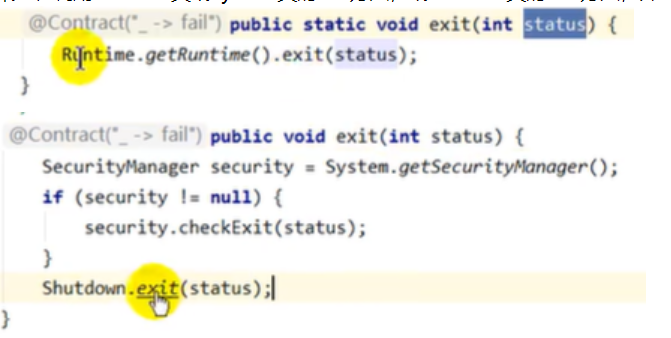 @Contract("_ -> fail") public static void exit(int status) {
Runtime.getRuntime().exit(status);
}
@Contract("_ -> fail") public void exit(int status) {
SecurityManager security = System.getSecurityManager();
if (security != null) {
security.checkExit(status);
}
Shutdown.exit(status);
}